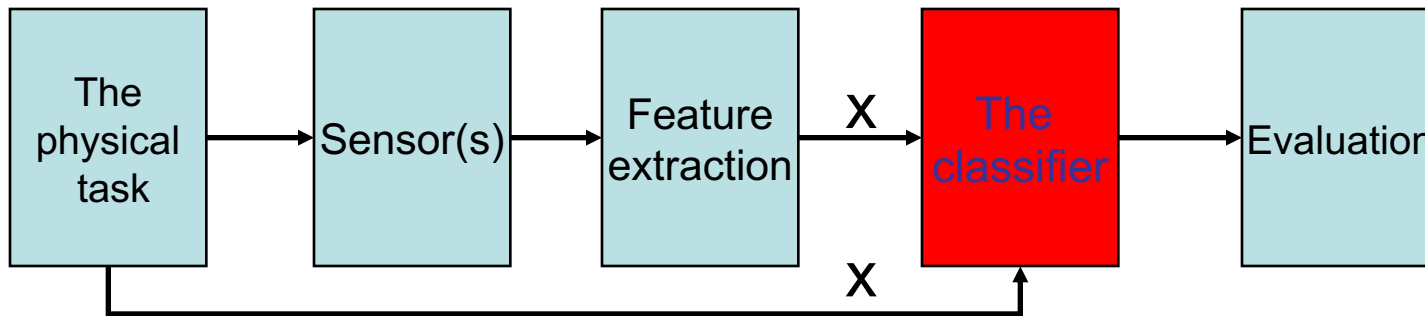 The
physical
task
Sensor(s)
Feature
extraction
X
The
classifier
Evaluation
X